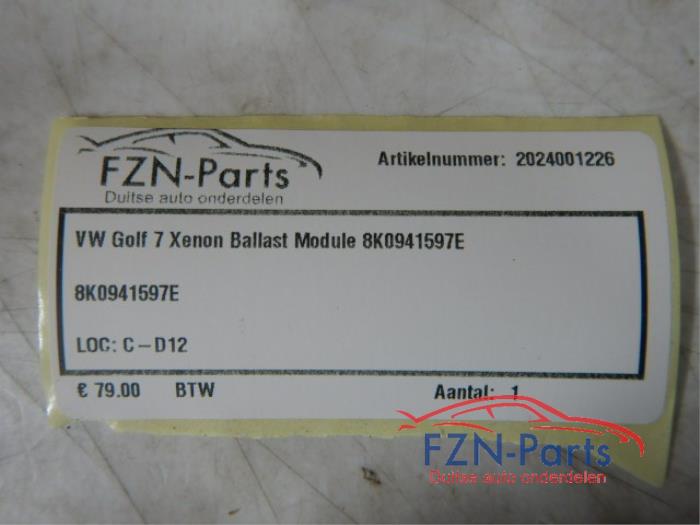 FZN-Parts
Duitse auto onderdelen
Artikelnummer: 2024001226
VW Golf 7 Xenon Ballast Module 8K0941597E
8K0941597E
LOC: C-D12
€ 79.00 BTW Aantal: 1
FZN-Parts
Duitse auto onderdelen